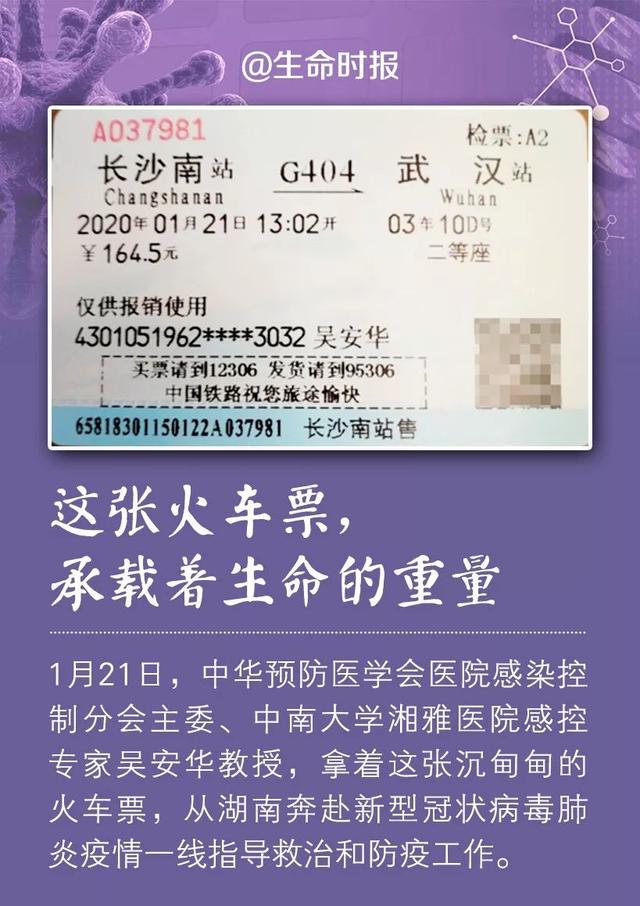 @生命时报
A037981
检票:A2
长沙南站 G404 武汉站
Changshanan Wuhan
2020年01月21日 13:02开 03车10D号
￥164.5元 二等座
仅供报销使用
4301051962****3032 吴安华
买票请到12306 发货请到95306
中国铁路祝您旅途愉快
65818301150122A037981 长沙南站售
这张火车票，
承载着生命的重量
1月21日，中华预防医学会医院感染控
制分会主委、中南大学湘雅医院感控
专家吴安华教授，拿着这张沉甸甸的
火车票，从湖南奔赴新型冠状病毒肺
炎疫情一线指导救治和防疫工作。